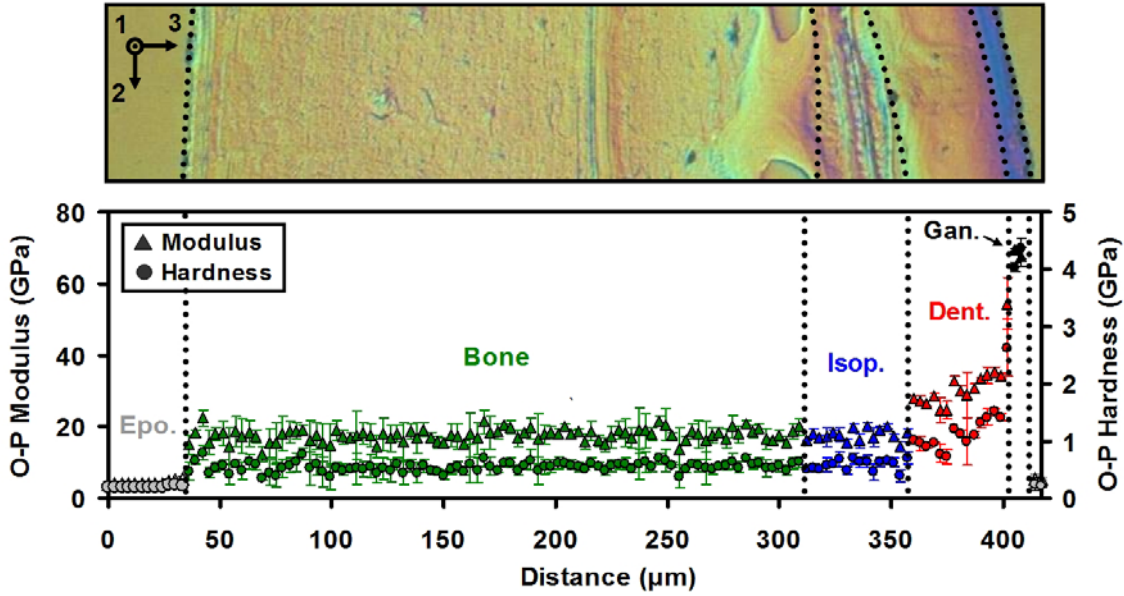 1
3
2
80
60
40
20
0
O-P Modulus (GPa)
Modulus
Hardness
Epo.
Bone
Isop.
Dent.
Gan.
5
4
3
2
1
0
O-P Hardness (GPa)
0 50 100 150 200 250 300 350 400
Distance (µm)